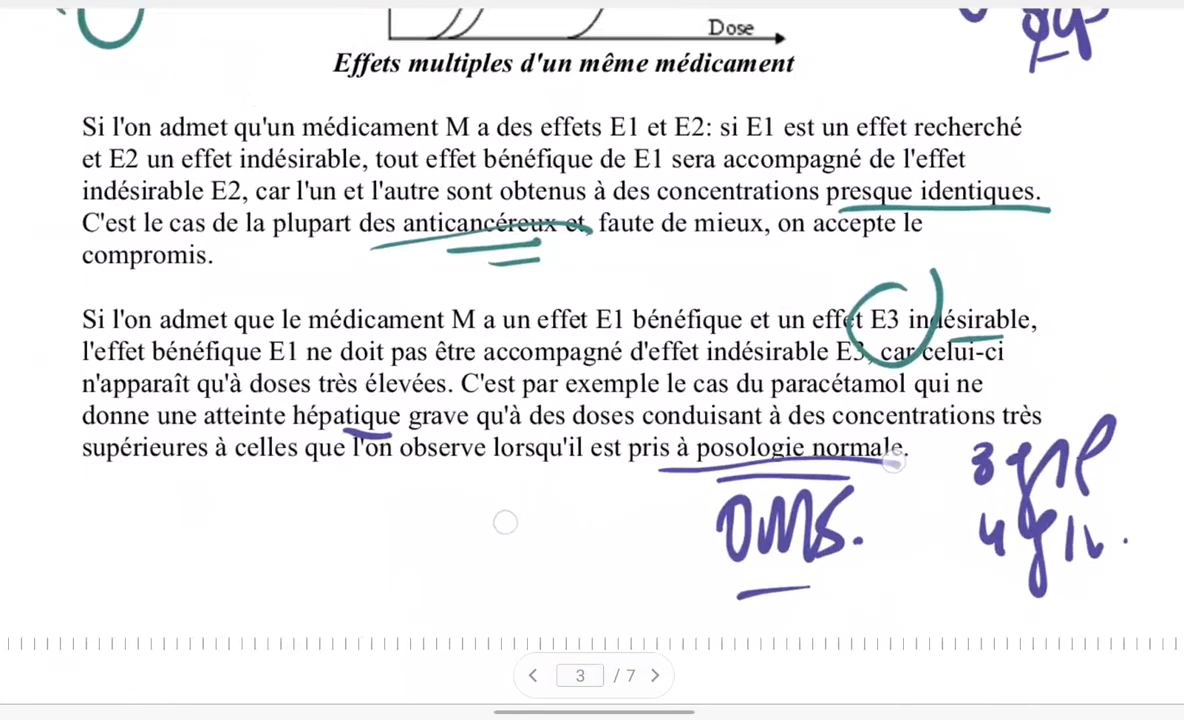 Dose
Effets multiples d'un même médicament
Si l'on admet qu'un médicament M a des effets E1 et E2: si E1 est un effet recherché
et E2 un effet indésirable, tout effet bénéfique de E1 sera accompagné de l'effet
indésirable E2, car l'un et l'autre sont obtenus à des concentrations presque identiques.
C'est le cas de la plupart des anticancéreux et, faute de mieux, on accepte le
compromis.
Si l'on admet que le médicament M a un effet E1 bénéfique et un effet E3 indésirable,
l'effet bénéfique E1 ne doit pas être accompagné d'effet indésirable E3, car celui-ci
n'apparaît qu'à doses très élevées. C'est par exemple le cas du paracétamol qui ne
donne une atteinte hépatique grave qu'à des doses conduisant à des concentrations très
supérieures à celles que l'on observe lorsqu'il est pris à posologie normale.
OMS.
3 / 7